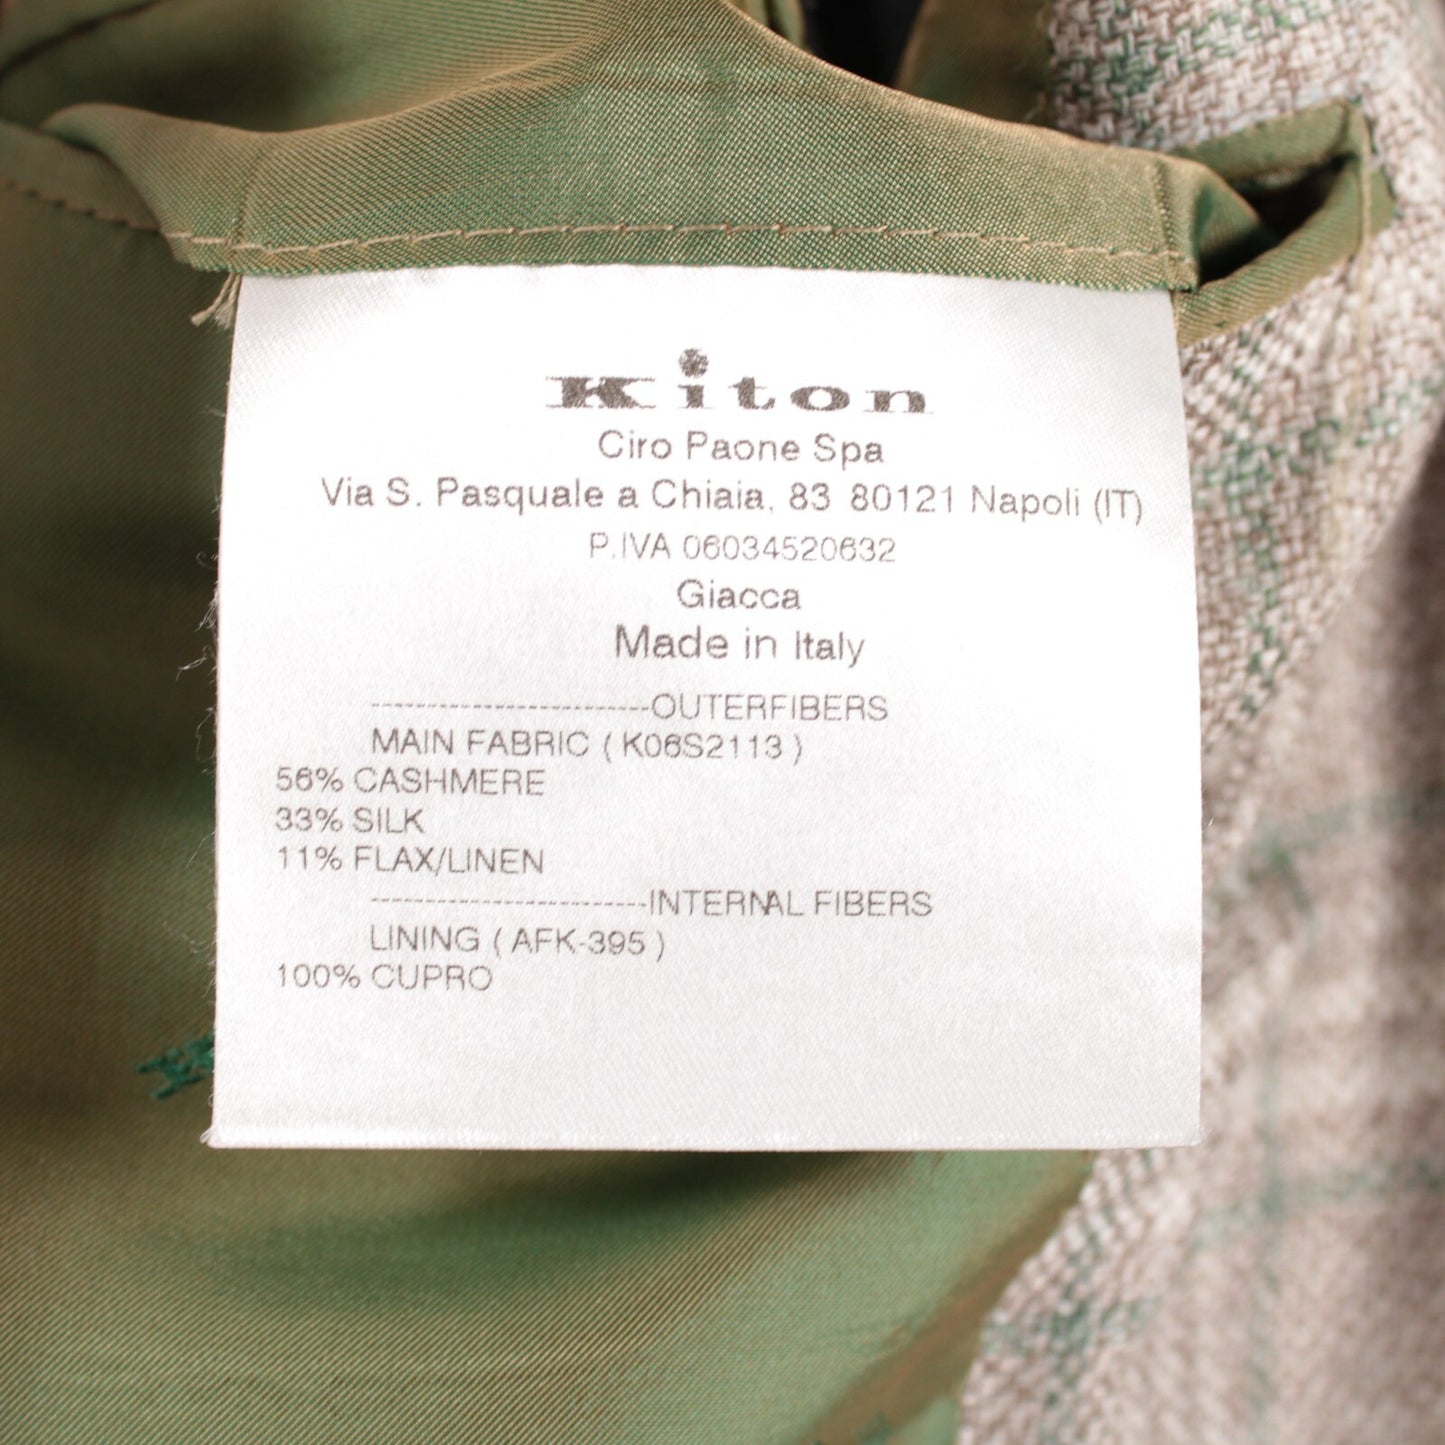 Kiton
Ciro Paone Spa
Via S. Pasquale a Chiaia, 83 80121 Napoli (IT)
P.IVA 06034520632
Giacca
Made in Italy
-------------------------OUTERFIBERS
MAIN FABRIC ( K06S2113 )
56% CASHMERE
33% SILK
11% FLAX/LINEN
-------------------------INTERNAL FIBERS
LINING ( AFK-395 )
100% CUPRO